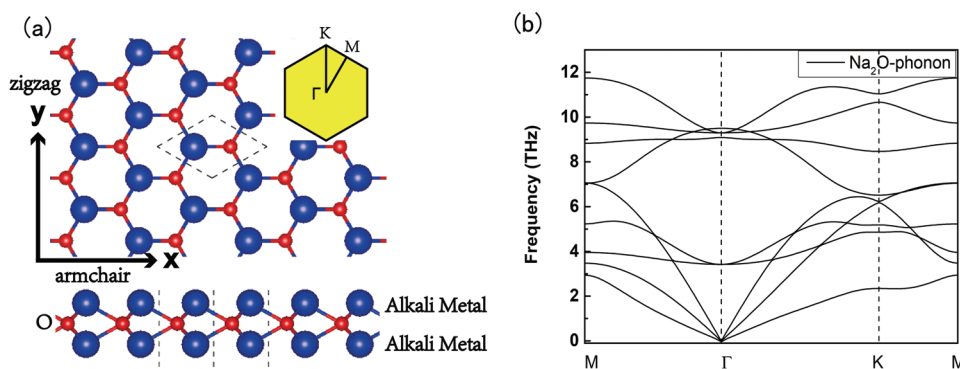 (a)
K
M
Γ
zigzag
y
armchair
x
O
Alkali Metal
Alkali Metal
(b)
Na₂O-phonon
Frequency (THz)
12
10
8
6
4
2
0
M
Γ
K
M